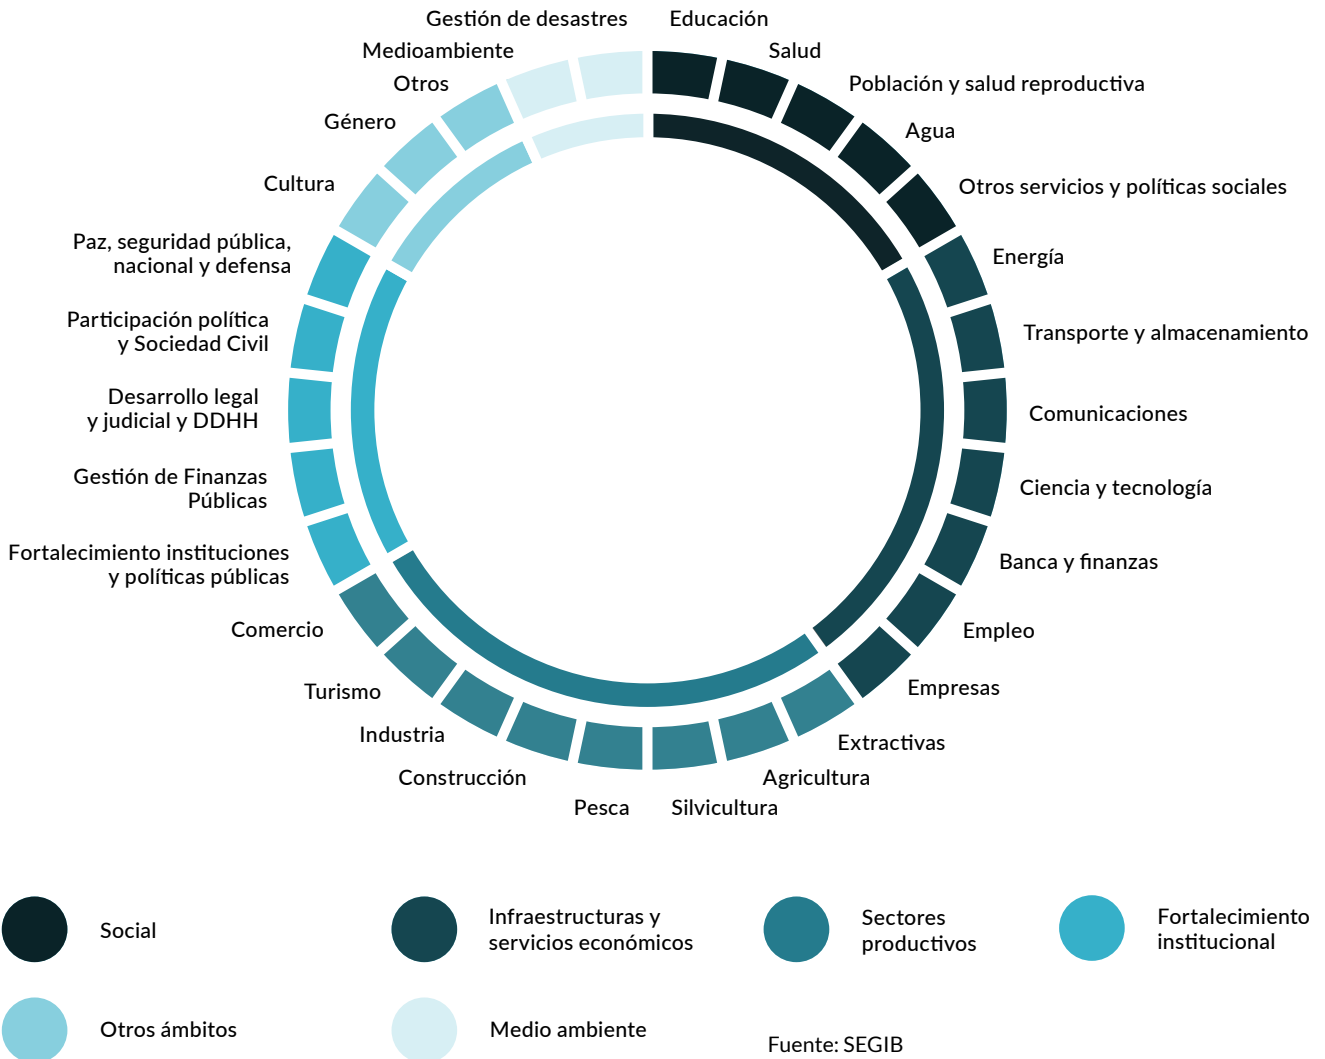 Gestión de desastres
Educación
Medioambiente
Salud
Otros
Población y salud reproductiva
Género
Agua
Cultura
Otros servicios y políticas sociales
Paz, seguridad pública,
nacional y defensa
Energía
Participación política
y Sociedad Civil
Transporte y almacenamiento
Desarrollo legal
y judicial y DDHH
Comunicaciones
Gestión de Finanzas
Públicas
Ciencia y tecnología
Fortalecimiento instituciones
y políticas públicas
Banca y finanzas
Comercio
Empleo
Turismo
Empresas
Industria
Extractivas
Construcción
Agricultura
Pesca
Silvicultura
Social
Infraestructuras y
servicios económicos
Sectores
productivos
Fortalecimiento
institucional
Otros ámbitos
Medio ambiente
Fuente: SEGIB